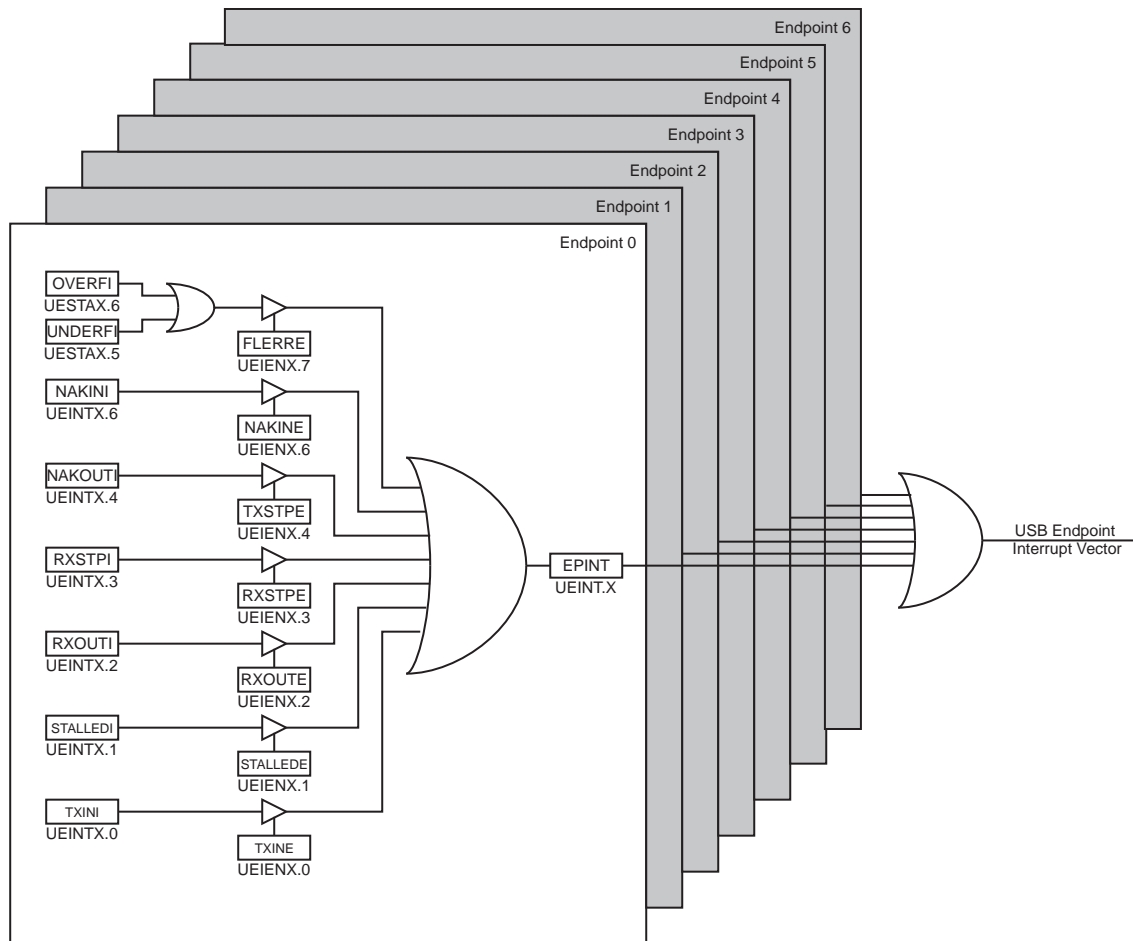 Endpoint 6
Endpoint 5
Endpoint 4
Endpoint 3
Endpoint 2
Endpoint 1
Endpoint 0
OVERFI
UESTAX.6
UNDERFI
UESTAX.5
FLERRE
UEIENX.7
NAKINI
UEINTX.6
NAKINE
UEIENX.6
NAKOUTI
UEINTX.4
TXSTPE
UEIENX.4
RXSTPI
UEINTX.3
RXSTPE
UEIENX.3
RXOUTI
UEINTX.2
RXOUTE
UEIENX.2
STALLEDI
UEINTX.1
STALLEDE
UEIENX.1
TXINI
UEINTX.0
TXINE
UEIENX.0
EPINT
UEINT.X
USB Endpoint
Interrupt Vector